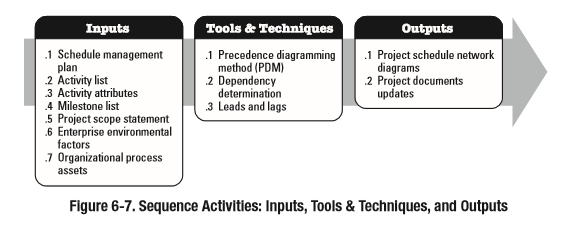 Inputs
.1 Schedule management
plan
.2 Activity list
.3 Activity attributes
.4 Milestone list
.5 Project scope statement
.6 Enterprise environmental
factors
.7 Organizational process
assets
Tools & Techniques
.1 Precedence diagramming
method (PDM)
.2 Dependency
determination
.3 Leads and lags
Outputs
.1 Project schedule network
diagrams
.2 Project documents
updates
Figure 6-7. Sequence Activities: Inputs, Tools & Techniques, and Outputs